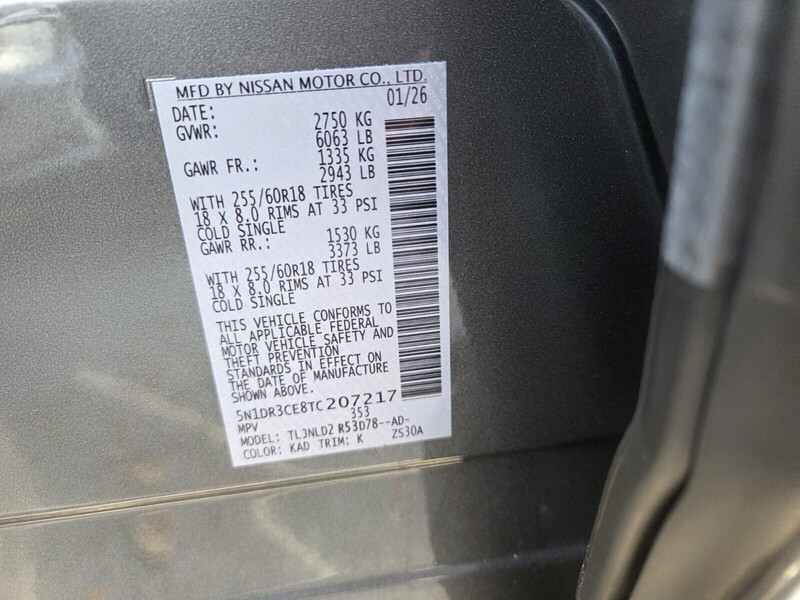 MFD BY NISSAN MOTOR CO., LTD.
DATE: 01/26
GVWR: 2750 KG
6063 LB
GAWR FR.: 1335 KG
2943 LB
WITH 255/60R18 TIRES
18 X 8.0 RIMS AT 33 PSI
COLD SINGLE
GAWR RR.: 1530 KG
3373 LB
WITH 255/60R18 TIRES
18 X 8.0 RIMS AT 33 PSI
COLD SINGLE
THIS VEHICLE CONFORMS TO
ALL APPLICABLE FEDERAL
MOTOR VEHICLE SAFETY AND
THEFT PREVENTION
STANDARDS IN EFFECT ON
THE DATE OF MANUFACTURE
SHOWN ABOVE.
5N1DR3CE8TC207217
MPV 353
MODEL: TLJNLD2 R53D78--AD-
COLOR: KAD TRIM: K ZS30A